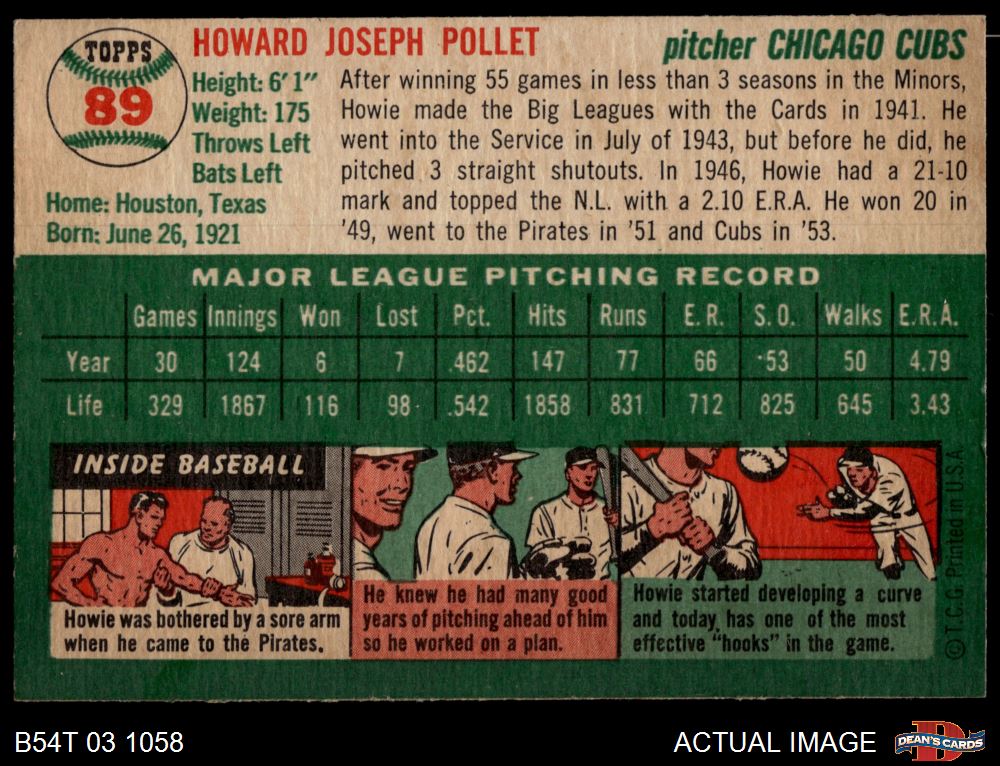 TOPPS
89
HOWARD JOSEPH POLLET
pitcher CHICAGO CUBS
Height: 6' 1"
Weight: 175
Throws Left
Bats Left
Home: Houston, Texas
Born: June 26, 1921
After winning 55 games in less than 3 seasons in the Minors,
Howie made the Big Leagues with the Cards in 1941. He
went into the Service in July of 1943, but before he did, he
pitched 3 straight shutouts. In 1946, Howie had a 21-10
mark and topped the N.L. with a 2.10 E.R.A. He won 20 in
'49, went to the Pirates in '51 and Cubs in '53.
MAJOR LEAGUE PITCHING RECORD
Games Innings Won Lost Pct. Hits Runs E. R. S. O. Walks E.R.A.
Year 30 124 6 7 .462 147 77 66 53 50 4.79
Life 329 1867 116 98 .542 1858 831 712 825 645 3.43
INSIDE BASEBALL
Howie was bothered by a sore arm
when he came to the Pirates.
He knew he had many good
years of pitching ahead of him
so he worked on a plan.
Howie started developing a curve
and today has one of the most
effective "hooks" in the game.
© T.C.G. Printed in U.S.A.
B54T 03 1058
ACTUAL IMAGE
DEAN'S CARDS